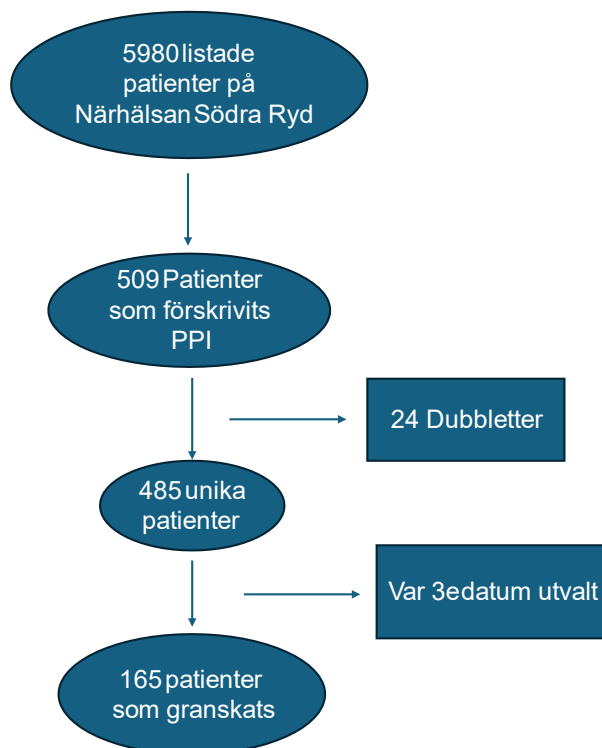 5980 listade
patienter på
Närhälsan Södra Ryd
509 Patienter
som förskrivits
PPI
24 Dubbletter
485 unika
patienter
Var 3e datum utvalt
165 patienter
som granskats